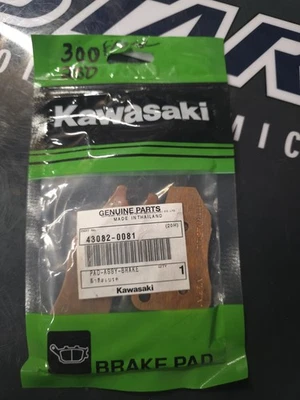 300
Kawasaki
GENUINE PARTS
MADE IN THAILAND
43082-0081
PAD-ASSY-BRAKE
1
Kawasaki
BRAKE PAD